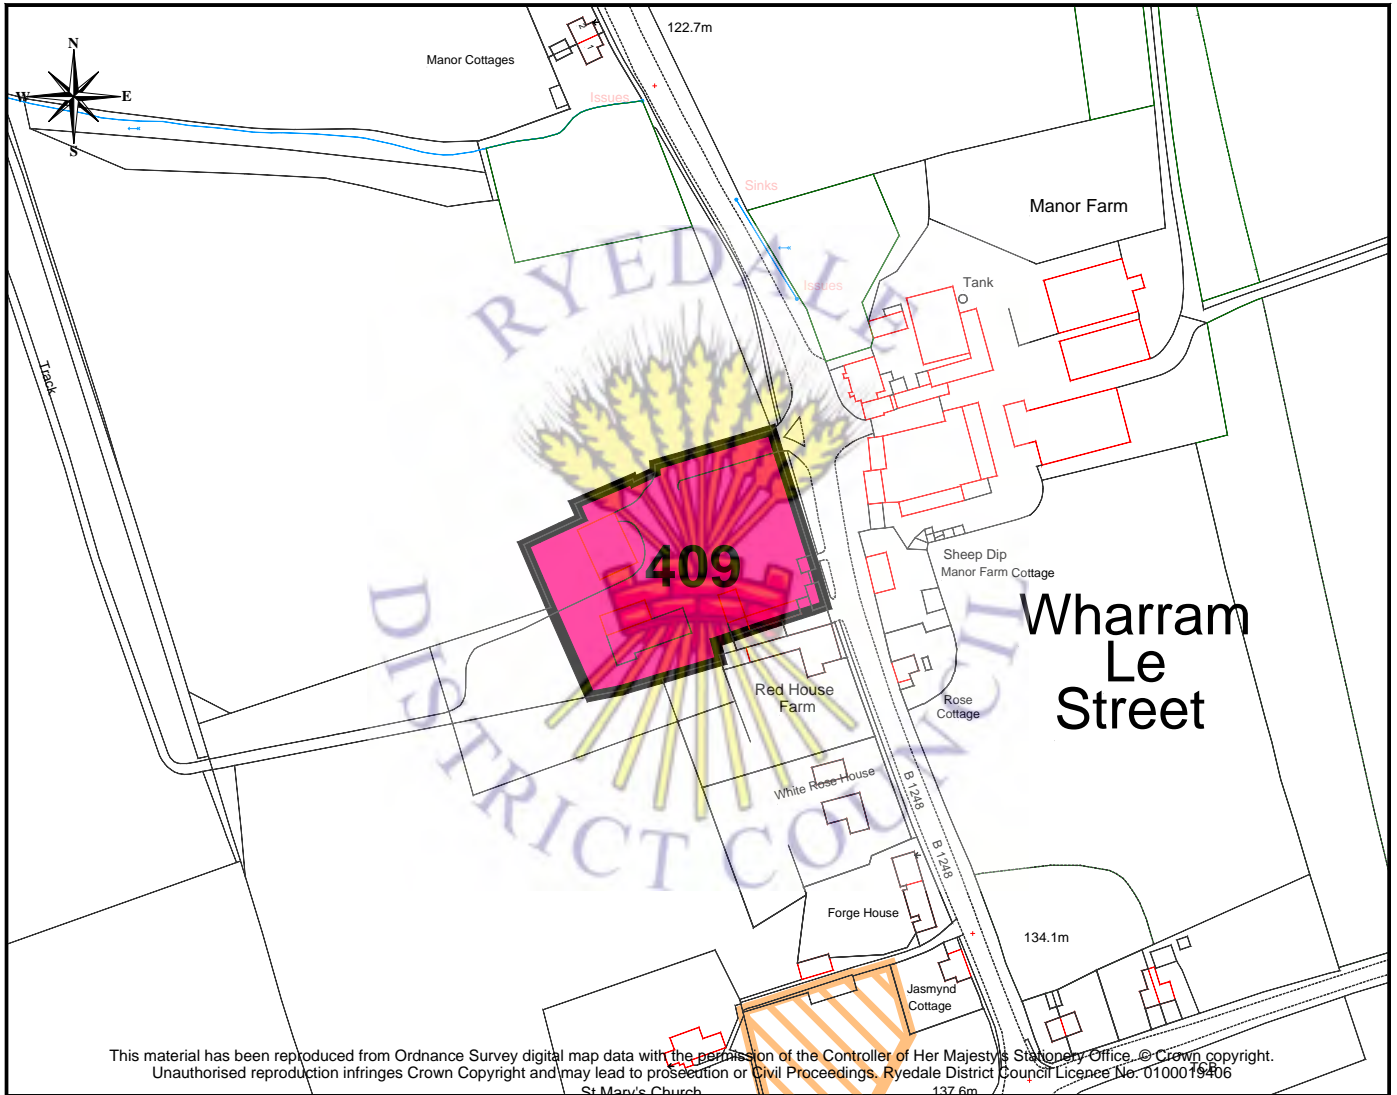 122.7m
N
Manor Cottages
2
1
W
E
Issues
S
Sinks
Manor Farm
RYEDALE
Tank
Issues
Track
409
Sheep Dip
Manor Farm Cottage
Wharram
Le
Street
Red House
Farm
Rose
Cottage
White Rose House
B 1248
B 1248
DISTRICT COUNCIL
Forge House
134.1m
Jasmynd
Cottage
This material has been reproduced from Ordnance Survey digital map data with the permission of the Controller of Her Majesty's Stationery Office. © Crown copyright.
Unauthorised reproduction infringes Crown Copyright and may lead to prosecution or Civil Proceedings. Ryedale District Council Licence No. 0100019406
TCB
St Mary's Church
137.6m